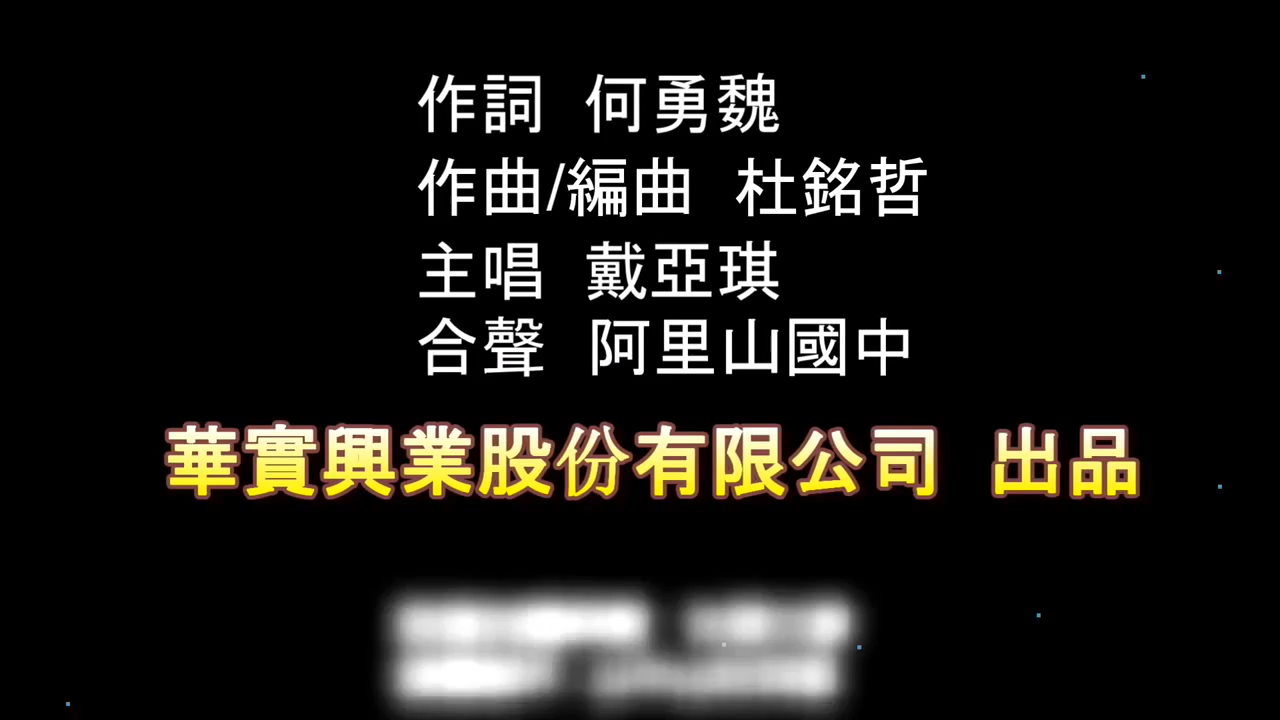 作詞 何勇魏
作曲/編曲 杜銘哲
主唱 戴亞琪
合聲 阿里山國中
華實興業股份有限公司 出品